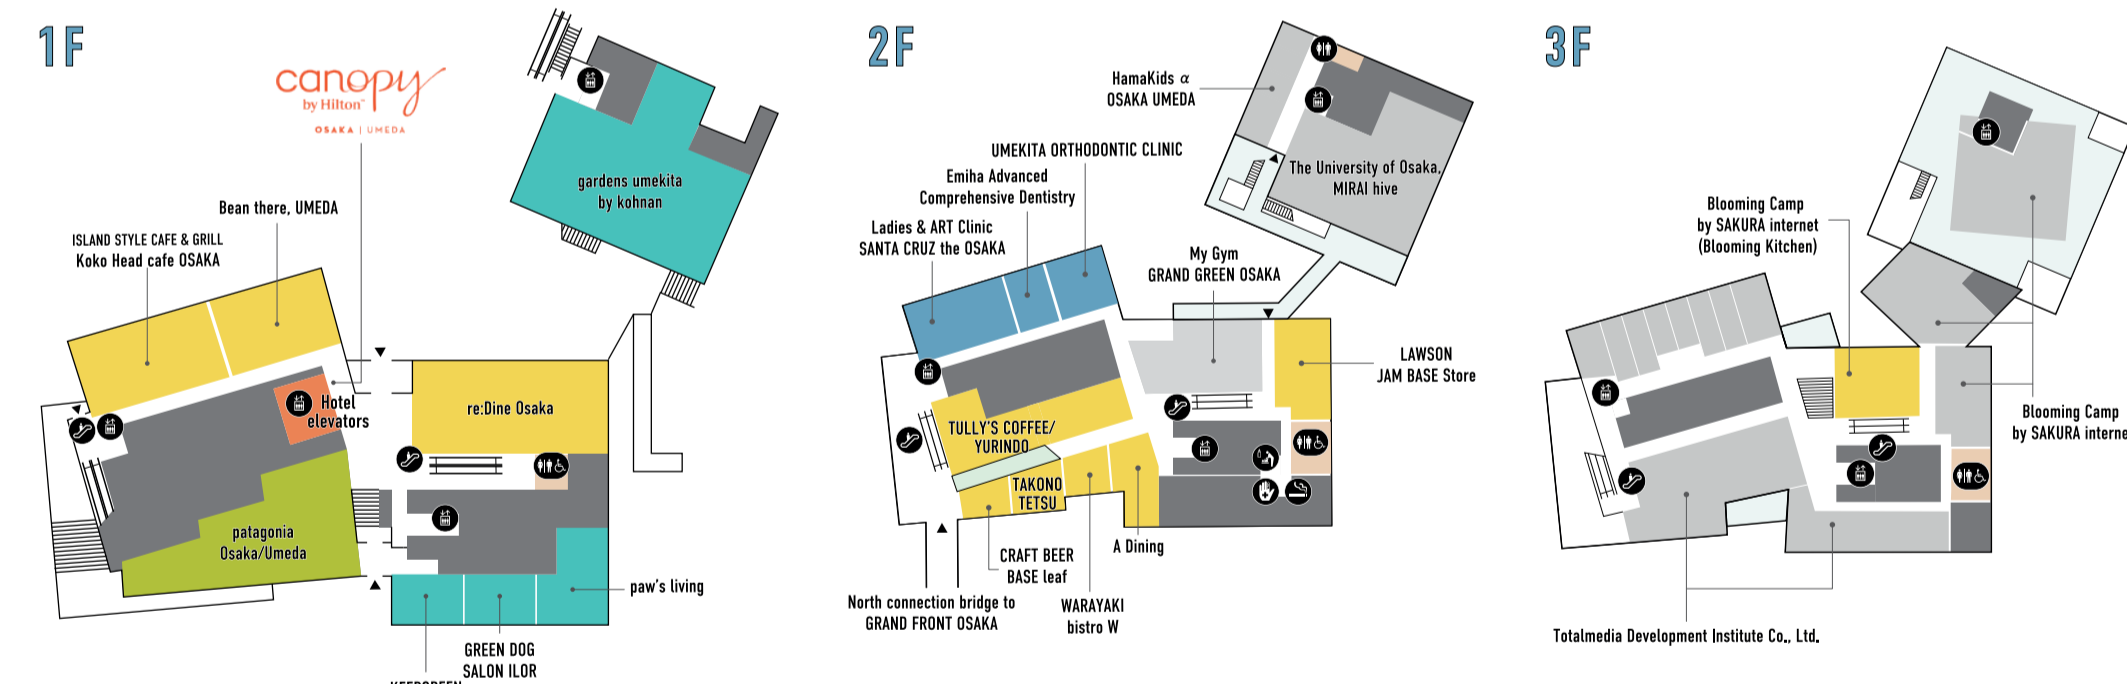 1F
canopy
by Hilton™
OSAKA | UMEDA
Bean there, UMEDA
ISLAND STYLE CAFE & GRILL
Koko Head cafe OSAKA
gardens umekita
by kohnan
Hotel
elevators
re:Dine Osaka
patagonia
Osaka/Umeda
paw's living
GREEN DOG
SALON ILOR
2F
HamaKids α
OSAKA UMEDA
UMEKITA ORTHODONTIC CLINIC
Emiha Advanced
Comprehensive Dentistry
Ladies & ART Clinic
SANTA CRUZ the OSAKA
The University of Osaka,
MIRAI hive
My Gym
GRAND GREEN OSAKA
LAWSON
JAM BASE Store
TULLY'S COFFEE/
YURINDO
TAKONO
TETSU
A Dining
CRAFT BEER
BASE leaf
WARAYAKI
bistro W
North connection bridge to
GRAND FRONT OSAKA
3F
Blooming Camp
by SAKURA internet
(Blooming Kitchen)
Blooming Camp
by SAKURA interne
Totalmedia Development Institute Co., Ltd.